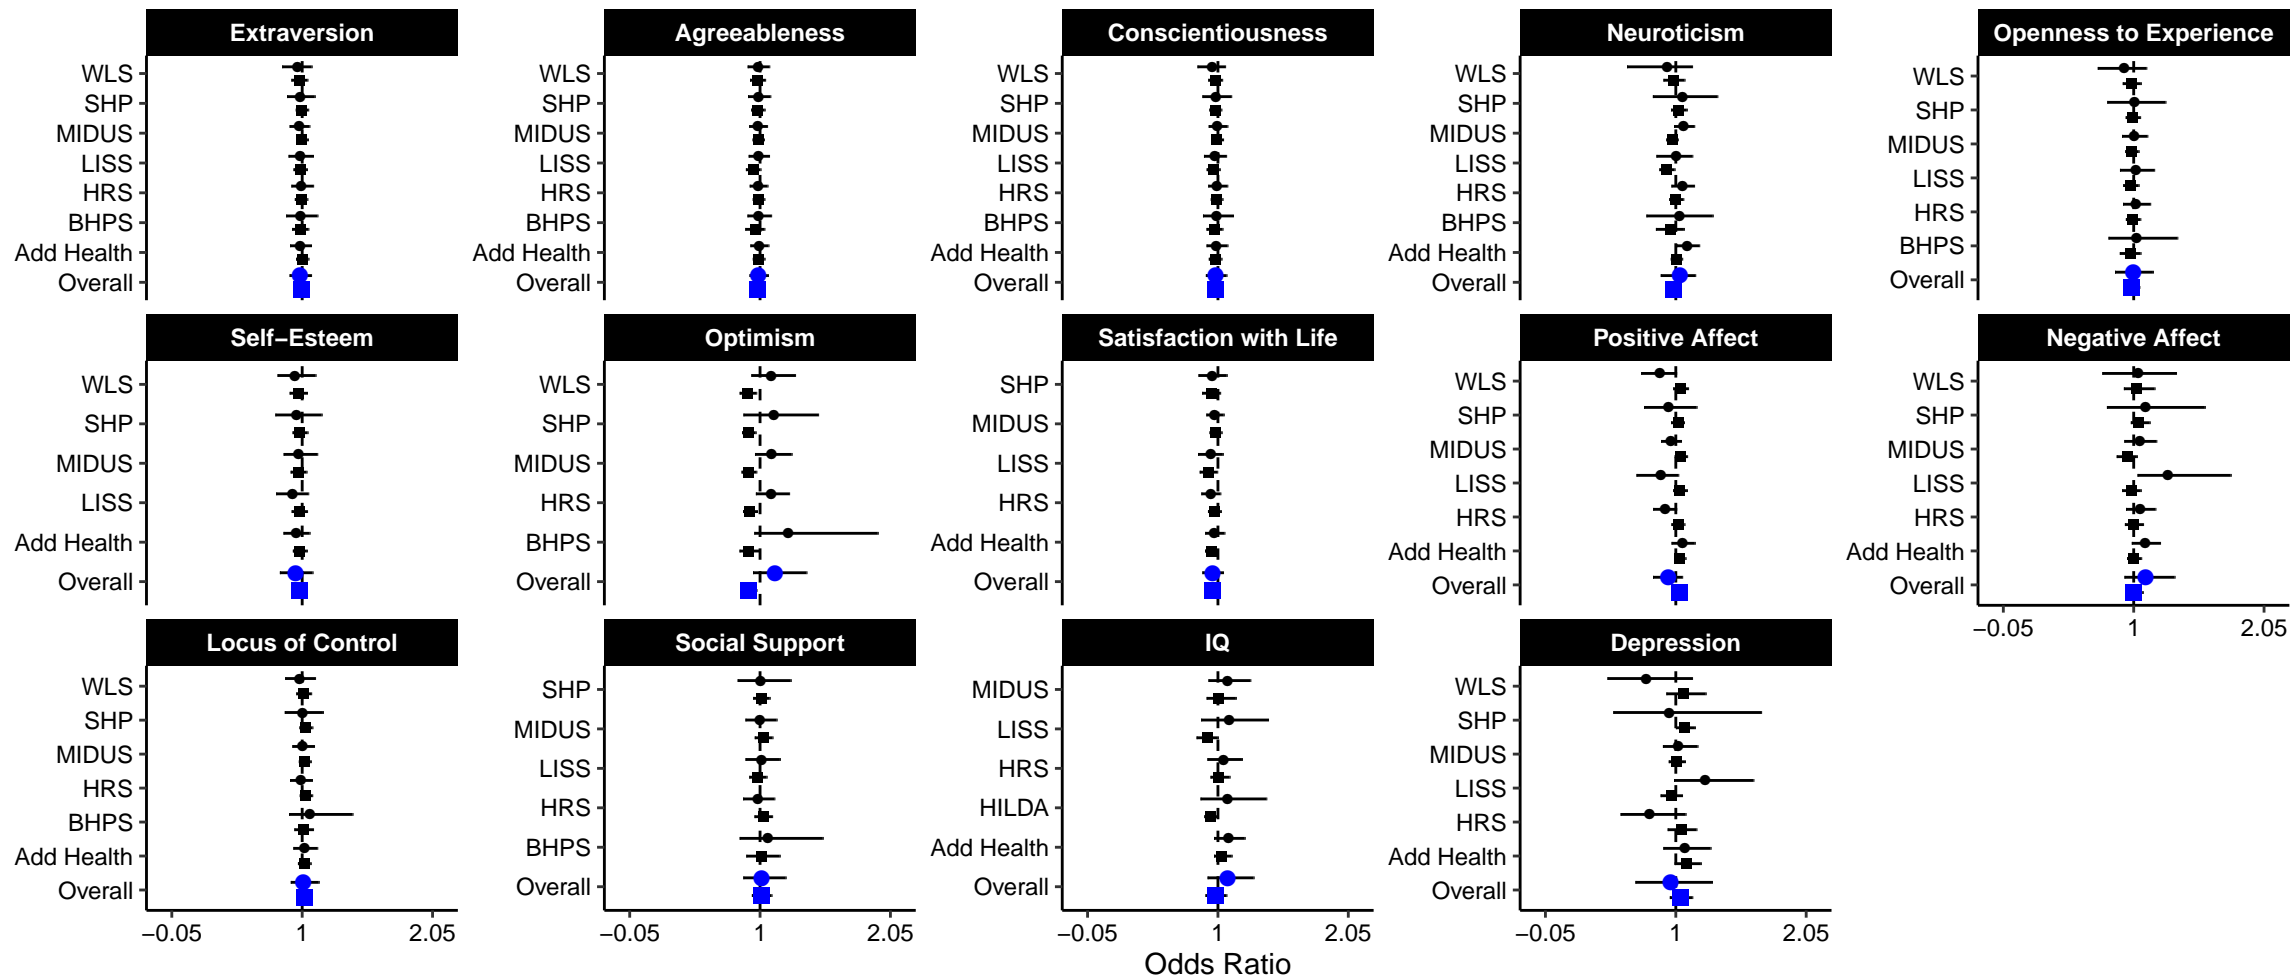 Extraversion
WLS
SHP
MIDUS
LISS
HRS
BHPS
Add Health
Overall
Agreeableness
WLS
SHP
MIDUS
LISS
HRS
BHPS
Add Health
Overall
Conscientiousness
WLS
SHP
MIDUS
LISS
HRS
BHPS
Add Health
Overall
Neuroticism
WLS
SHP
MIDUS
LISS
HRS
BHPS
Add Health
Overall
Openness to Experience
WLS
SHP
MIDUS
LISS
HRS
BHPS
Overall
Self−Esteem
WLS
SHP
MIDUS
LISS
Add Health
Overall
Optimism
WLS
SHP
MIDUS
HRS
BHPS
Overall
Satisfaction with Life
SHP
MIDUS
LISS
HRS
Add Health
Overall
Positive Affect
WLS
SHP
MIDUS
LISS
HRS
Add Health
Overall
Negative Affect
WLS
SHP
MIDUS
LISS
HRS
Add Health
Overall
−0.05 1 2.05
Locus of Control
WLS
SHP
MIDUS
HRS
BHPS
Add Health
Overall
−0.05 1 2.05
Social Support
SHP
MIDUS
LISS
HRS
BHPS
Overall
−0.05 1 2.05
IQ
MIDUS
LISS
HRS
HILDA
Add Health
Overall
−0.05 1 2.05
Depression
WLS
SHP
MIDUS
LISS
HRS
Add Health
Overall
−0.05 1 2.05
Odds Ratio